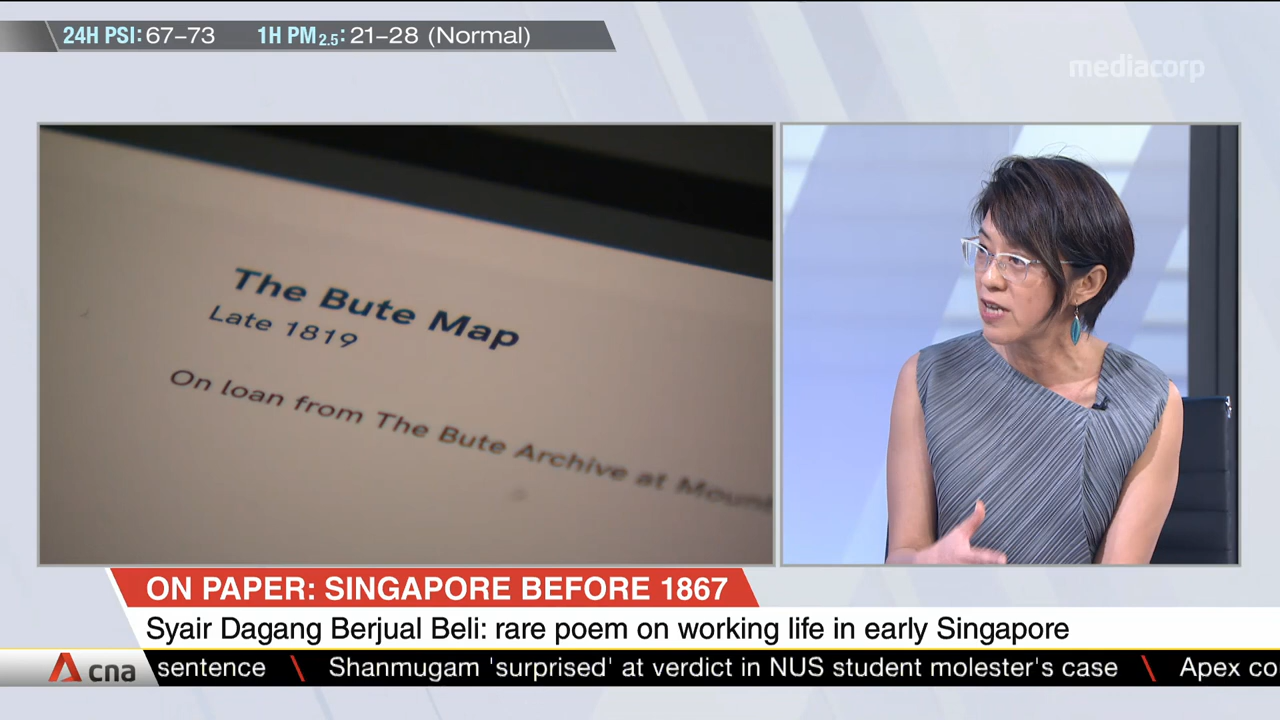 24H PSI: 67–73 1H PM2.5: 21–28 (Normal)
mediacorp
The Bute Map
Late 1819
On loan from The Bute Archive at Mount
ON PAPER: SINGAPORE BEFORE 1867
Syair Dagang Berjual Beli: rare poem on working life in early Singapore
cna sentence \ Shanmugam 'surprised' at verdict in NUS student molester's case \ Apex co